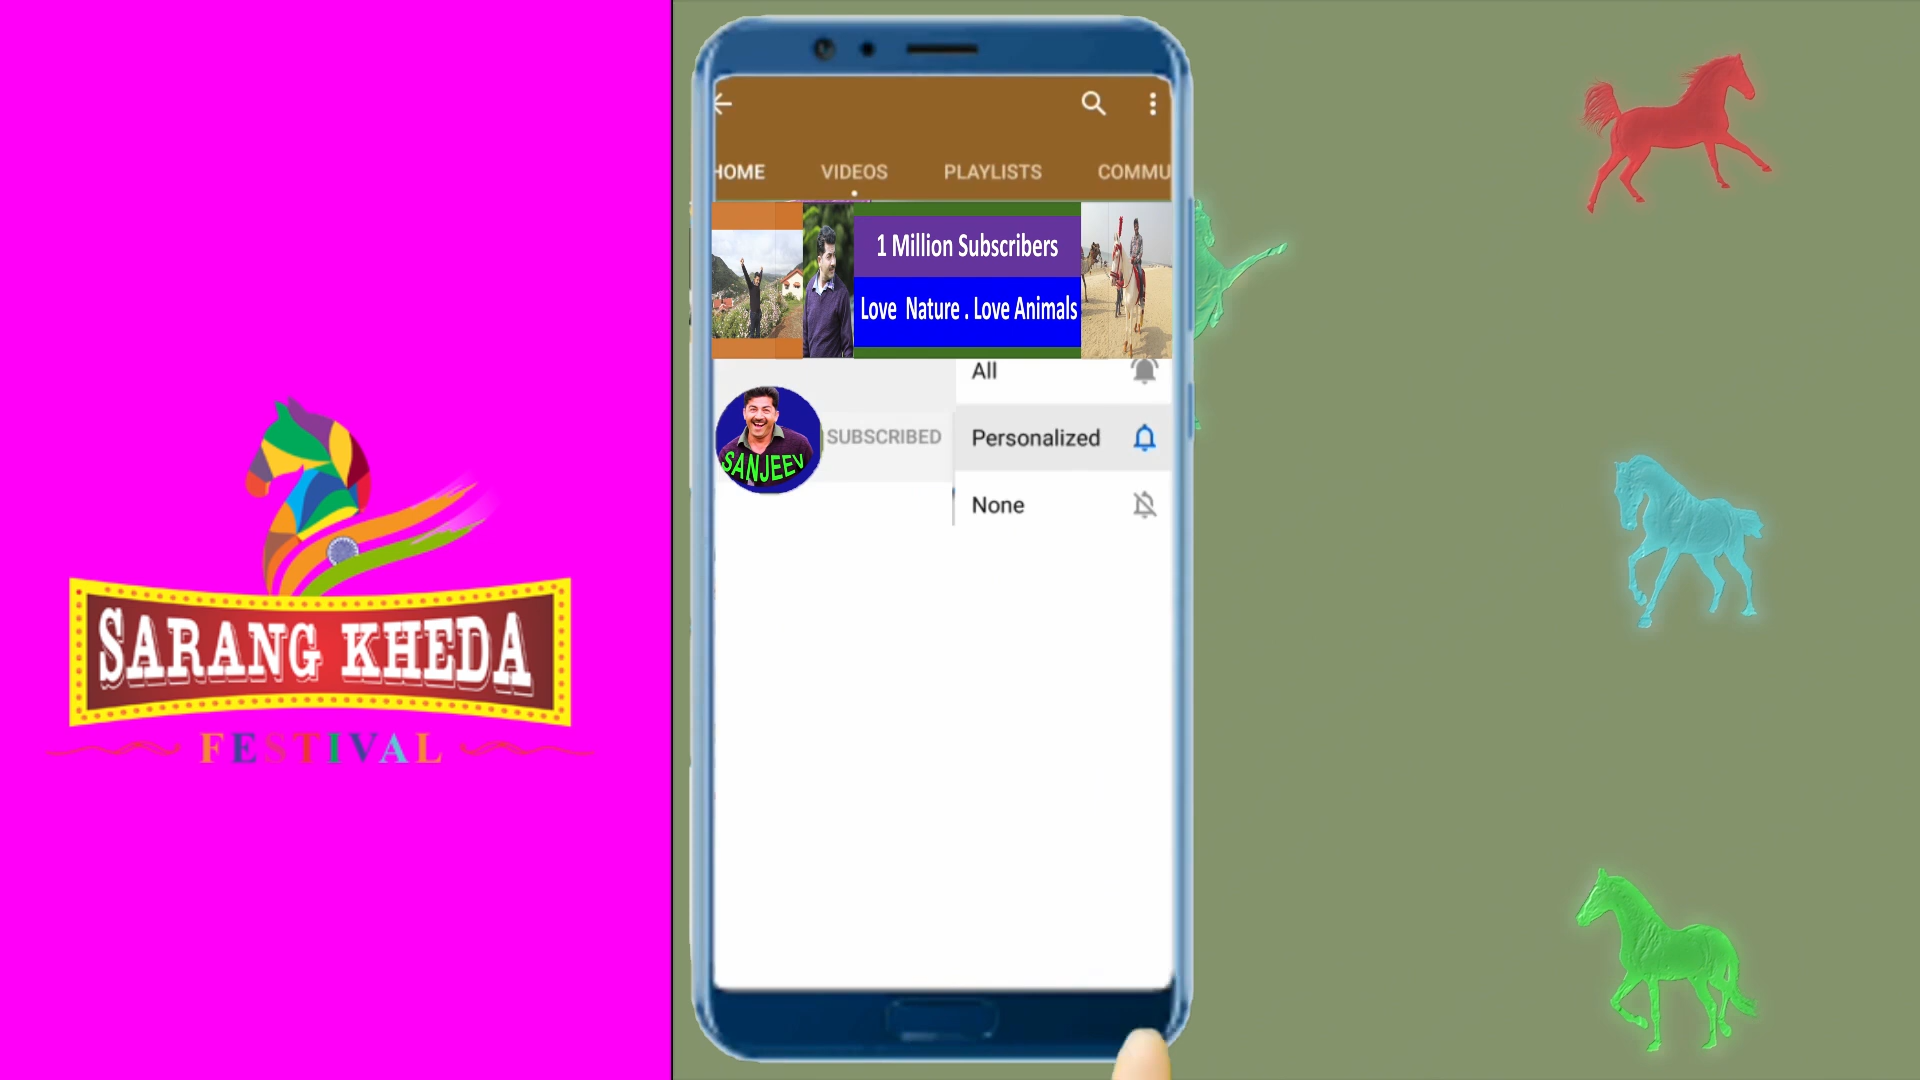 SARANG KHEDA
FESTIVAL
HOME VIDEOS PLAYLISTS COMMU
1 Million Subscribers
Love Nature . Love Animals
All
SANJEEV
SUBSCRIBED
Personalized
None